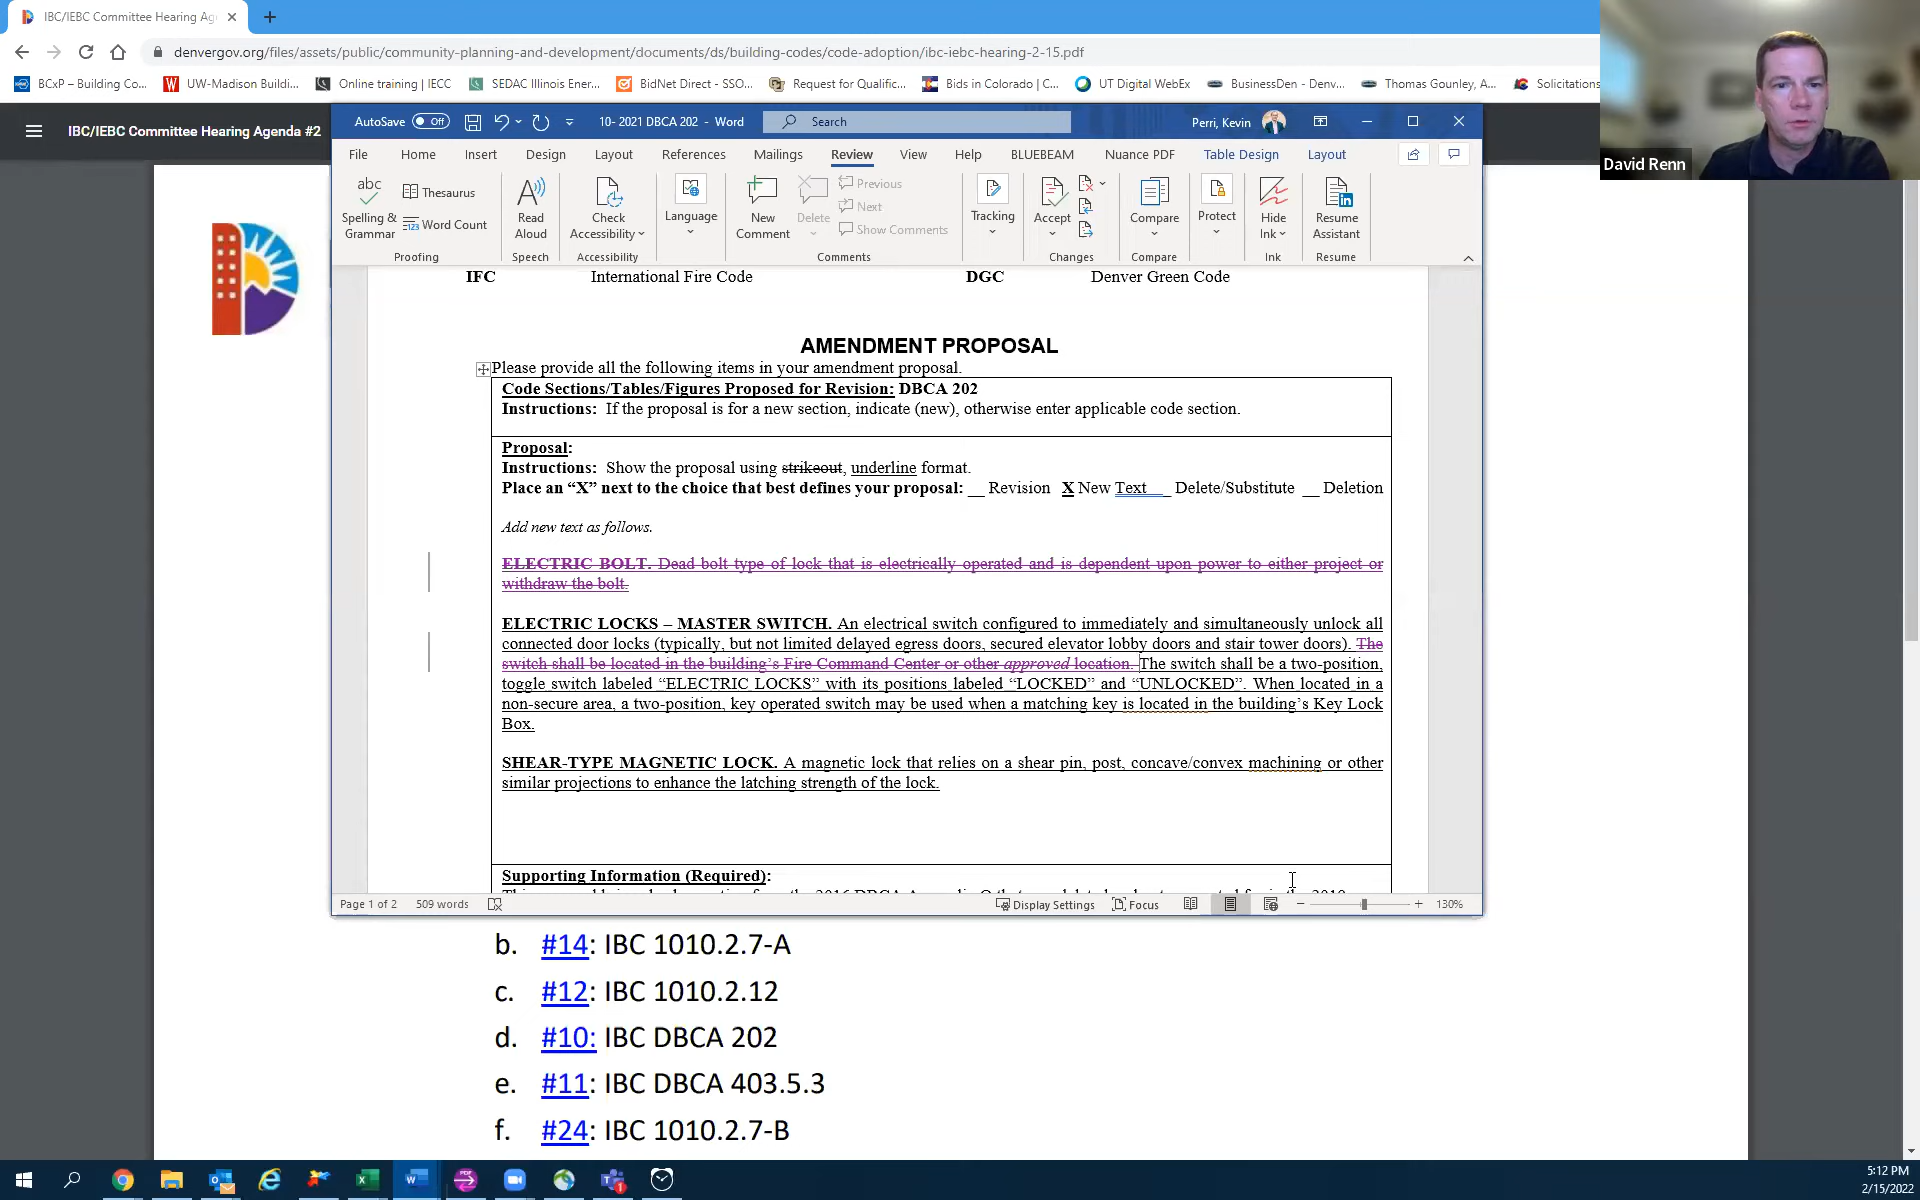 IBC/IEBC Committee Hearing Age
denvergov.org/files/assets/public/community-planning-and-development/documents/ds/building-codes/code-adoption/ibc-iebc-hearing-2-15.pdf
BCxP – Building Co...
UW-Madison Buildi...
Online training | IECC
SEDAC Illinois Ener...
BidNet Direct - SSO...
Request for Qualific...
Bids in Colorado | C...
UT Digital WebEx
BusinessDen - Denv...
Thomas Gounley, A...
Solicitations
David Renn
IBC/IEBC Committee Hearing Agenda #2
AutoSave Off
10- 2021 DBCA 202 - Word
Search
Perri, Kevin
File Home Insert Design Layout References Mailings Review View Help BLUEBEAM Nuance PDF Table Design Layout
abc
Spelling & Grammar
Thesaurus
123 Word Count
Proofing
Read Aloud
Speech
Check Accessibility
Accessibility
Language
New Comment
Delete
Previous
Next
Show Comments
Comments
Tracking
Accept
Changes
Compare
Compare
Protect
Hide Ink
Ink
Resume Assistant
Resume
IFC International Fire Code DGC Denver Green Code
AMENDMENT PROPOSAL
Please provide all the following items in your amendment proposal.
Code Sections/Tables/Figures Proposed for Revision: DBCA 202
Instructions: If the proposal is for a new section, indicate (new), otherwise enter applicable code section.
Proposal:
Instructions: Show the proposal using strikeout, underline format.
Place an “X” next to the choice that best defines your proposal: __ Revision X New Text___ Delete/Substitute __ Deletion
Add new text as follows.
ELECTRIC BOLT. Dead bolt type of lock that is electrically operated and is dependent upon power to either project or
withdraw the bolt.
ELECTRIC LOCKS – MASTER SWITCH. An electrical switch configured to immediately and simultaneously unlock all
connected door locks (typically, but not limited delayed egress doors, secured elevator lobby doors and stair tower doors). The
switch shall be located in the building’s Fire Command Center or other approved location. The switch shall be a two-position,
toggle switch labeled “ELECTRIC LOCKS” with its positions labeled “LOCKED” and “UNLOCKED”. When located in a
non-secure area, a two-position, key operated switch may be used when a matching key is located in the building’s Key Lock
Box.
SHEAR-TYPE MAGNETIC LOCK. A magnetic lock that relies on a shear pin, post, concave/convex machining or other
similar projections to enhance the latching strength of the lock.
Supporting Information (Required):
Page 1 of 2
509 words
Display Settings
Focus
130%
b. #14: IBC 1010.2.7-A
c. #12: IBC 1010.2.12
d. #10: IBC DBCA 202
e. #11: IBC DBCA 403.5.3
f. #24: IBC 1010.2.7-B
5:12 PM
2/15/2022